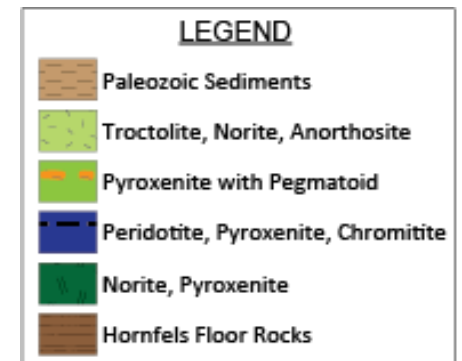 LEGEND
Paleozoic Sediments
Troctolite, Norite, Anorthosite
Pyroxenite with Pegmatoid
Peridotite, Pyroxenite, Chromitite
Norite, Pyroxenite
Hornfels Floor Rocks